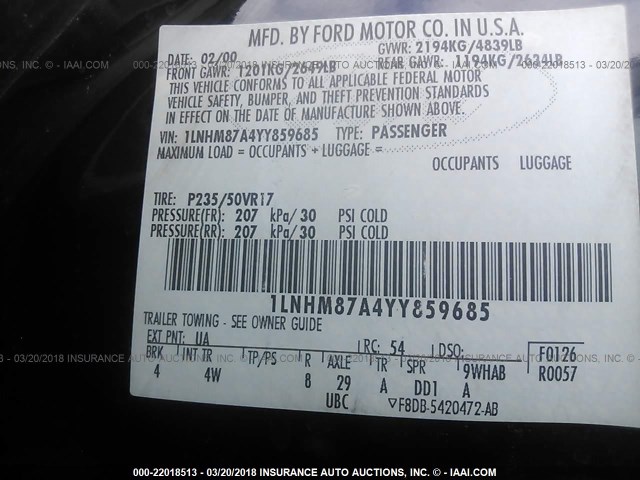 MFD. BY FORD MOTOR CO. IN U.S.A.
DATE: 02/00 GVWR: 2194KG/4839LB
FRONT GAWR: 1201KG/2649LB REAR GAWR: 1194KG/2634LB
THIS VEHICLE CONFORMS TO ALL APPLICABLE FEDERAL MOTOR
VEHICLE SAFETY, BUMPER, AND THEFT PREVENTION STANDARDS
IN EFFECT ON THE DATE OF MANUFACTURE SHOWN ABOVE.
VIN: 1LNHM87A4YY859685 TYPE: PASSENGER
MAXIMUM LOAD = OCCUPANTS + LUGGAGE =
OCCUPANTS LUGGAGE
TIRE: P235/50VR17
PRESSURE(FR) 207 kPa/30 PSI COLD
PRESSURE(RR) 207 kPa/30 PSI COLD
1LNHM87A4YY859685
TRAILER TOWING - SEE OWNER GUIDE
EXT PNT: UA RC: 54 DSO: F0126
BRK INT TR TP/PS R AXLE TR SPR 9WHAB R0057
4 4W 8 29 A DD1 A
UBC ▽F8DB-5420472-AB
000-22018513 - 03/20/2018 INSURANCE AUTO AUCTIONS, INC. - © IAAI.COM